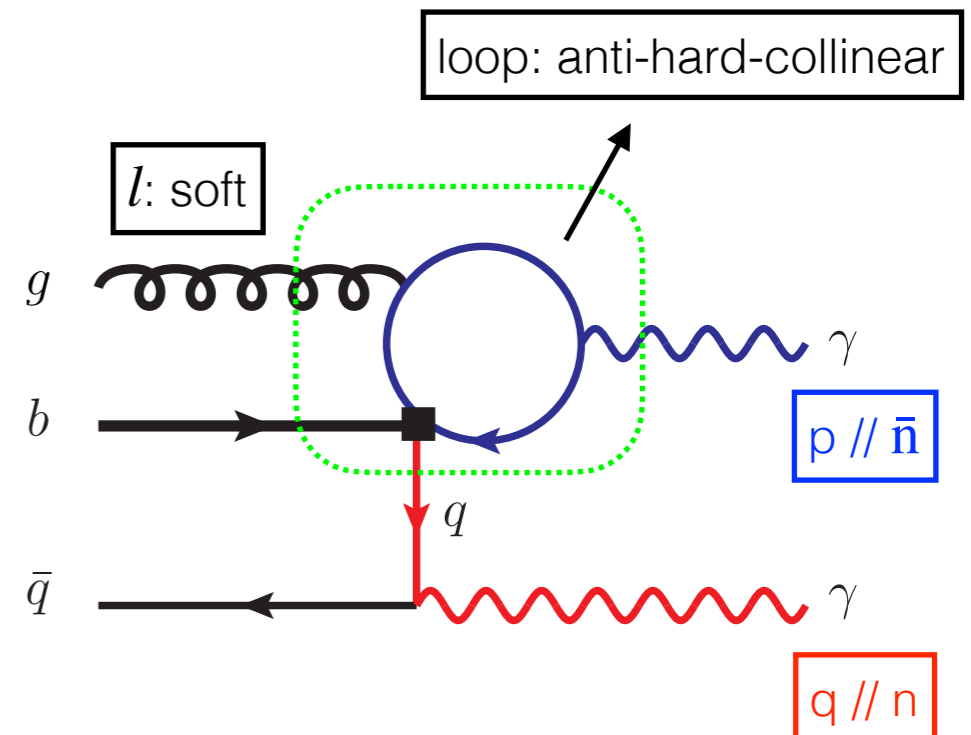 loop: anti-hard-collinear
l: soft
g
γ
b
p // n̄
q
q̄
γ
q // n